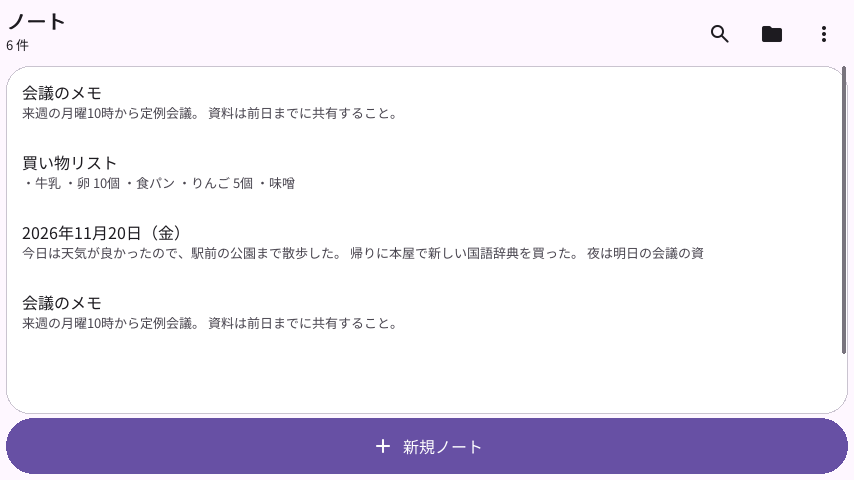 ノート
6 件
会議のメモ
来週の月曜10時から定例会議。 資料は前日までに共有すること。
買い物リスト
・牛乳 ・卵 10個 ・食パン ・りんご 5個 ・味噌
2026年11月20日（金）
今日は天気が良かったので、駅前の公園まで散歩した。 帰りに本屋で新しい国語辞典を買った。 夜は明日の会議の資
会議のメモ
来週の月曜10時から定例会議。 資料は前日までに共有すること。
新規ノート